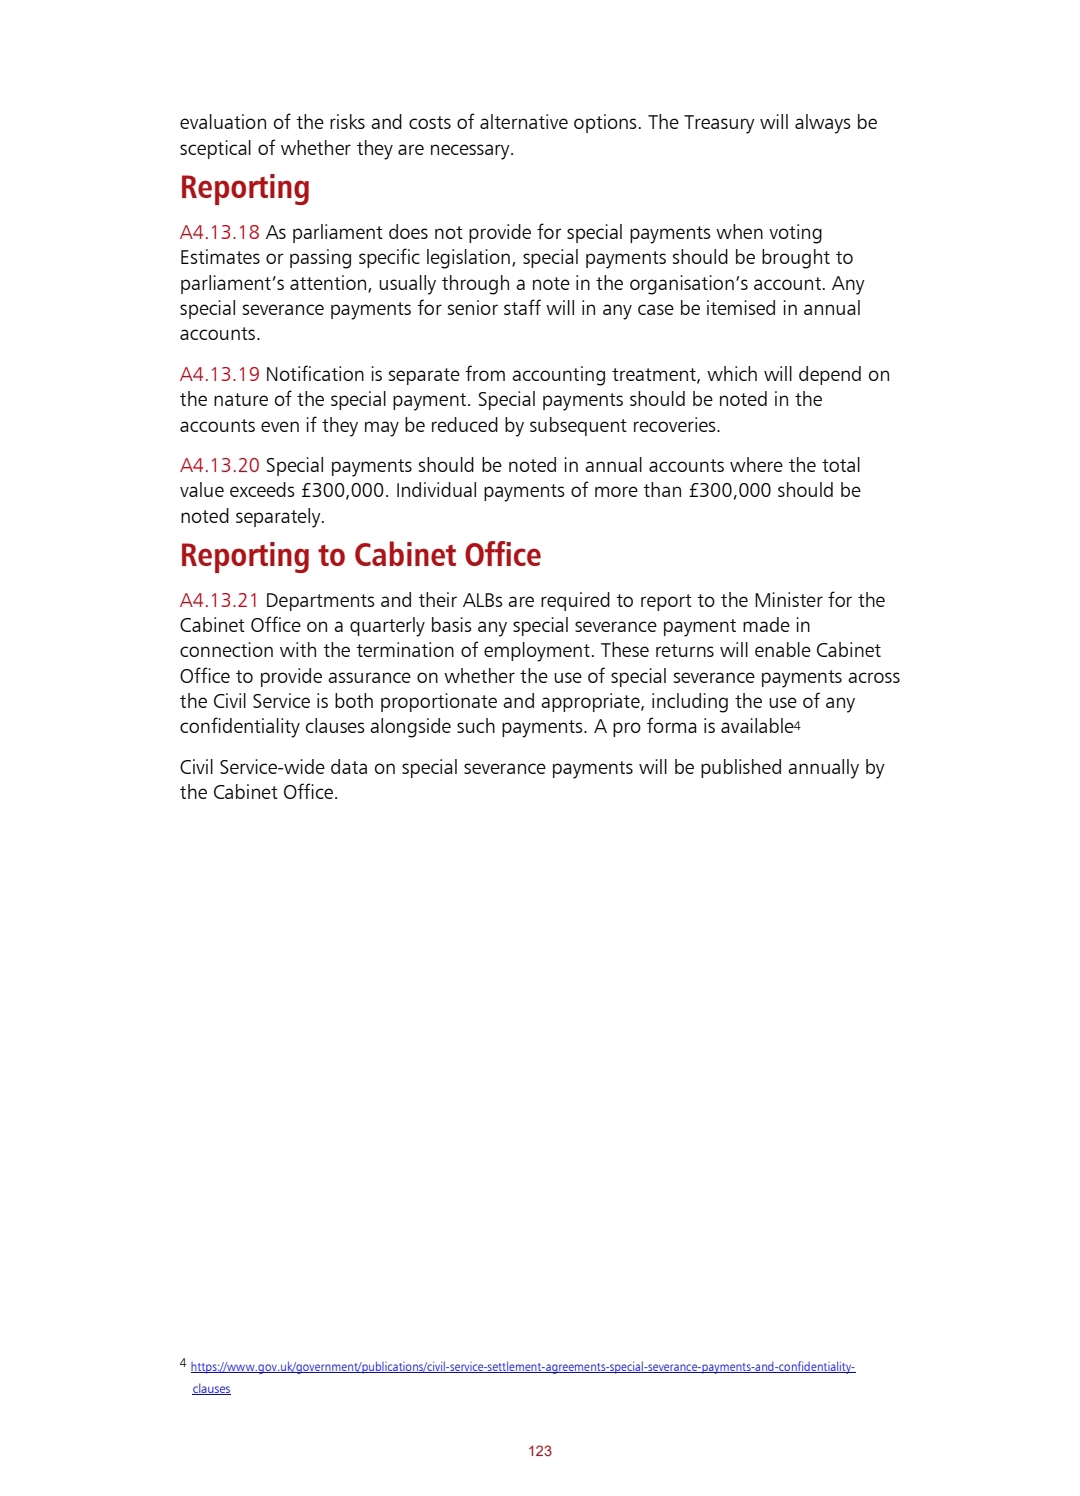 evaluation of the risks and costs of alternative options. The Treasury will always be
sceptical of whether they are necessary.
Reporting
A4.13.18 As parliament does not provide for special payments when voting
Estimates or passing specific legislation, special payments should be brought to
parliament’s attention, usually through a note in the organisation’s account. Any
special severance payments for senior staff will in any case be itemised in annual
accounts.
A4.13.19 Notification is separate from accounting treatment, which will depend on
the nature of the special payment. Special payments should be noted in the
accounts even if they may be reduced by subsequent recoveries.
A4.13.20 Special payments should be noted in annual accounts where the total
value exceeds £300,000. Individual payments of more than £300,000 should be
noted separately.
Reporting to Cabinet Office
A4.13.21 Departments and their ALBs are required to report to the Minister for the
Cabinet Office on a quarterly basis any special severance payment made in
connection with the termination of employment. These returns will enable Cabinet
Office to provide assurance on whether the use of special severance payments across
the Civil Service is both proportionate and appropriate, including the use of any
confidentiality clauses alongside such payments. A pro forma is available4
Civil Service-wide data on special severance payments will be published annually by
the Cabinet Office.
4 https://www.gov.uk/government/publications/civil-service-settlement-agreements-special-severance-payments-and-confidentiality-
clauses
123